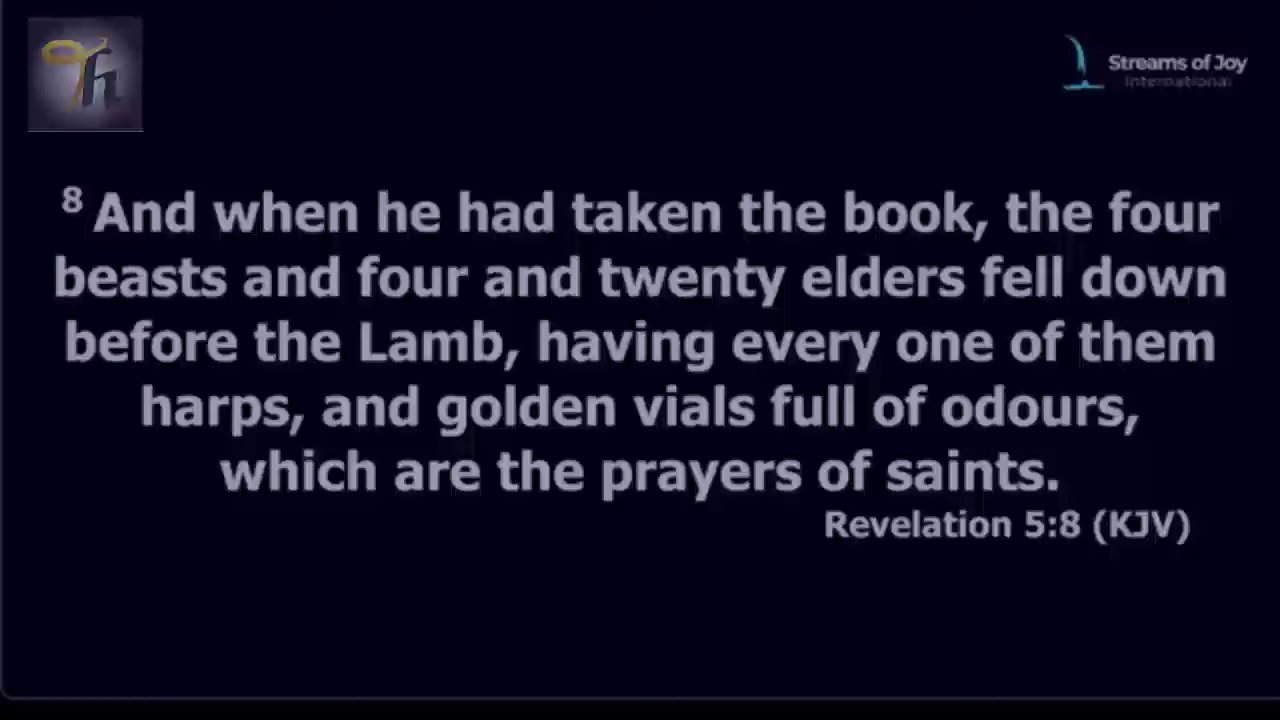 Streams of Joy
International
8 And when he had taken the book, the four
beasts and four and twenty elders fell down
before the Lamb, having every one of them
harps, and golden vials full of odours,
which are the prayers of saints.
Revelation 5:8 (KJV)